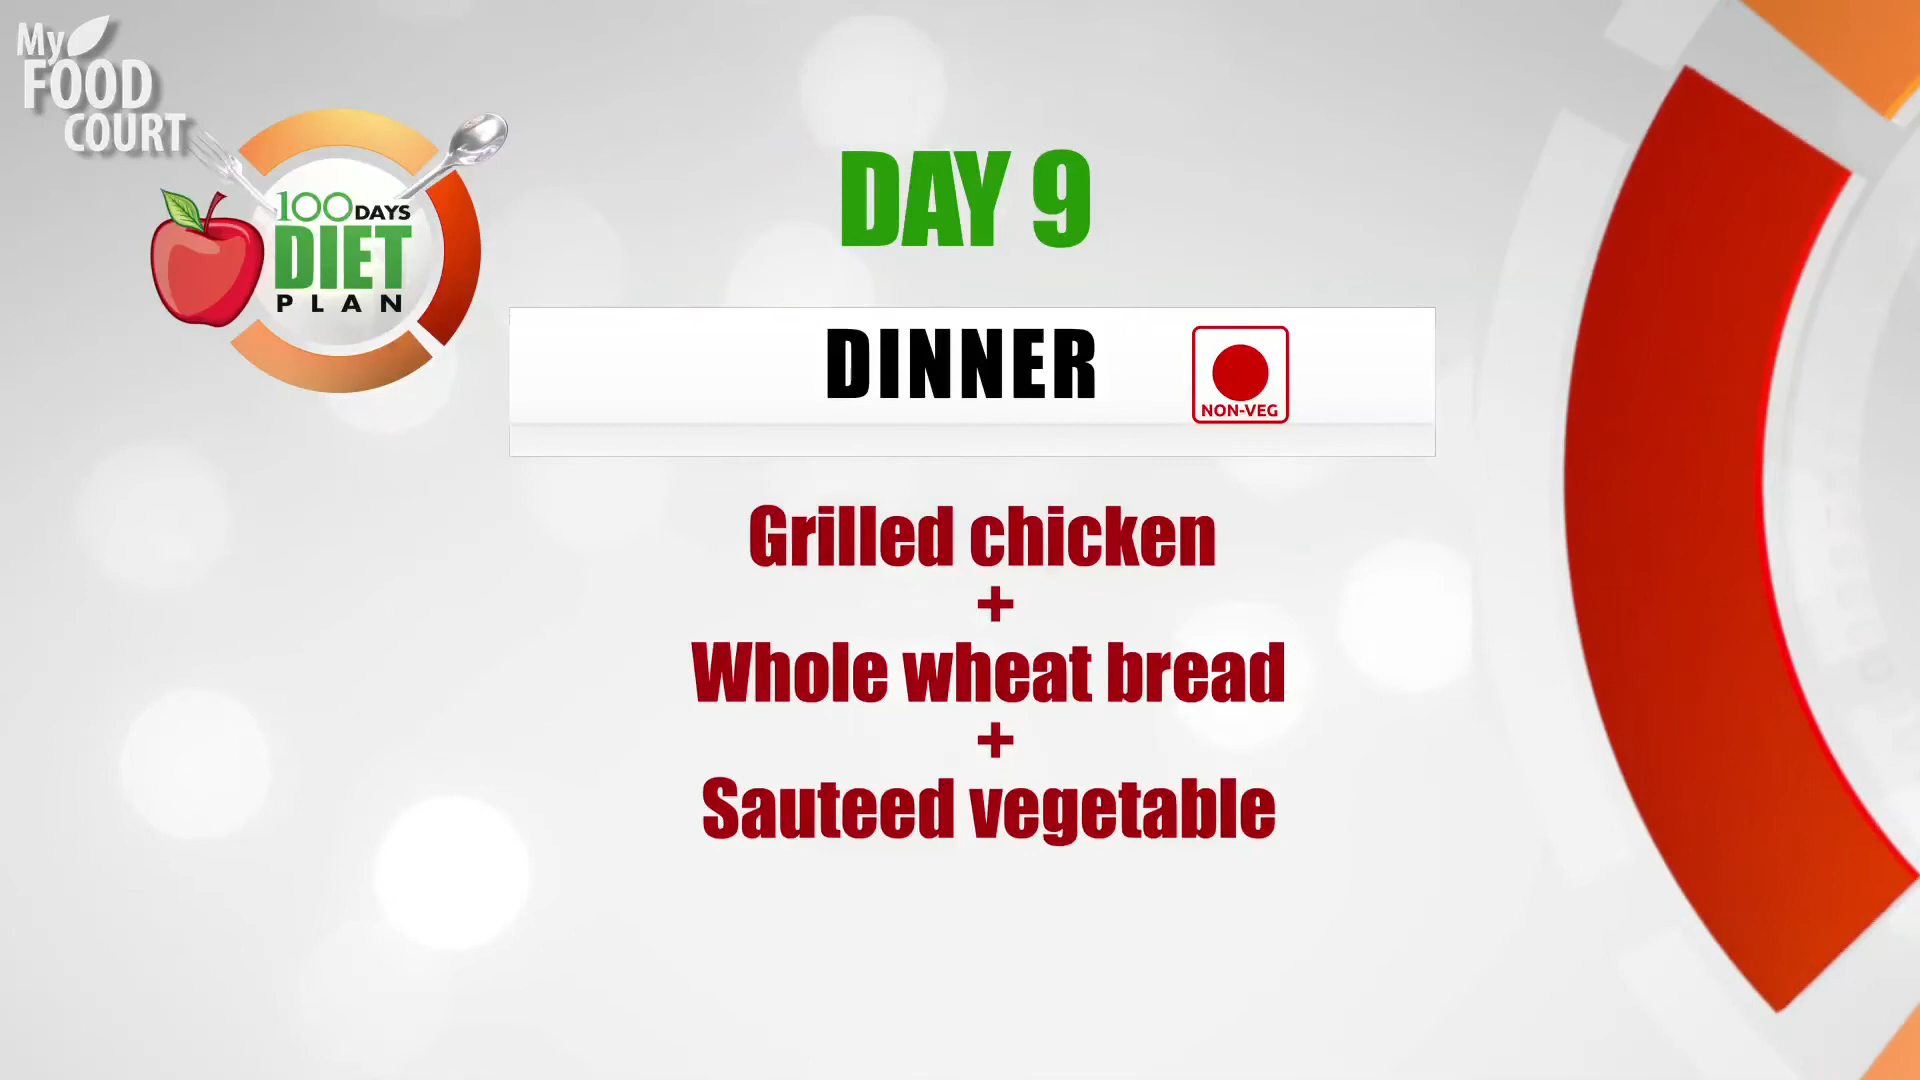 My
FOOD
COURT
100 DAYS
DIET
PLAN
DAY 9
DINNER
NON-VEG
Grilled chicken
+
Whole wheat bread
+
Sauteed vegetable